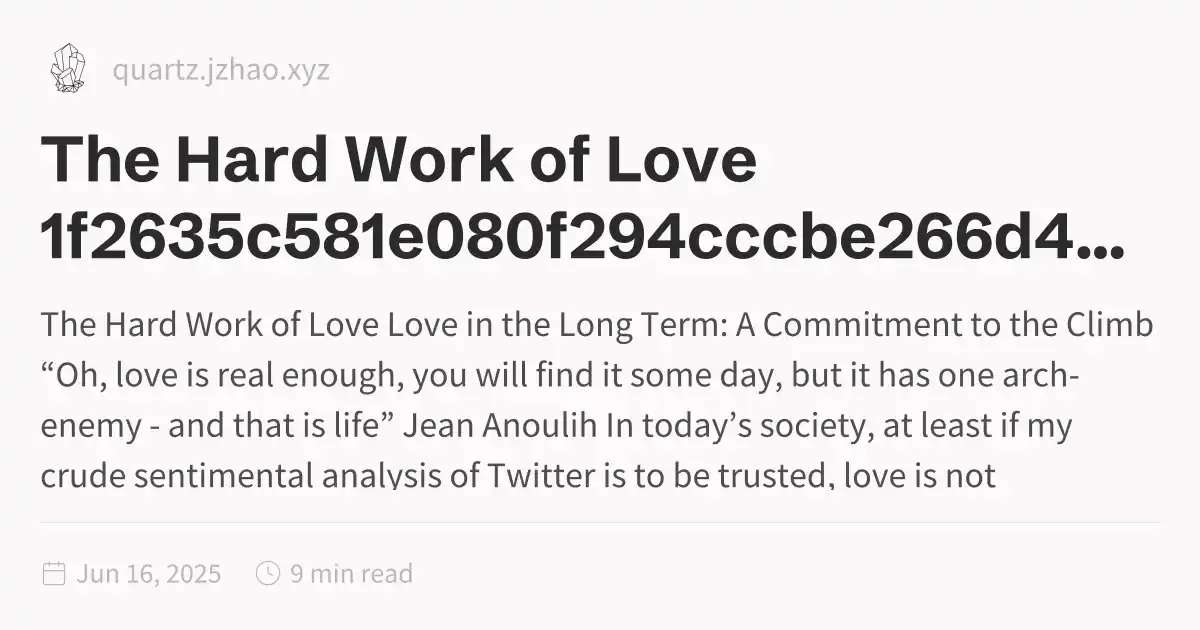 quartz.jzhao.xyz
The Hard Work of Love
1f2635c581e080f294cccbe266d4...
The Hard Work of Love Love in the Long Term: A Commitment to the Climb
“Oh, love is real enough, you will find it some day, but it has one arch-
enemy - and that is life” Jean Anoulih In today’s society, at least if my
crude sentimental analysis of Twitter is to be trusted, love is not
Jun 16, 2025
9 min read